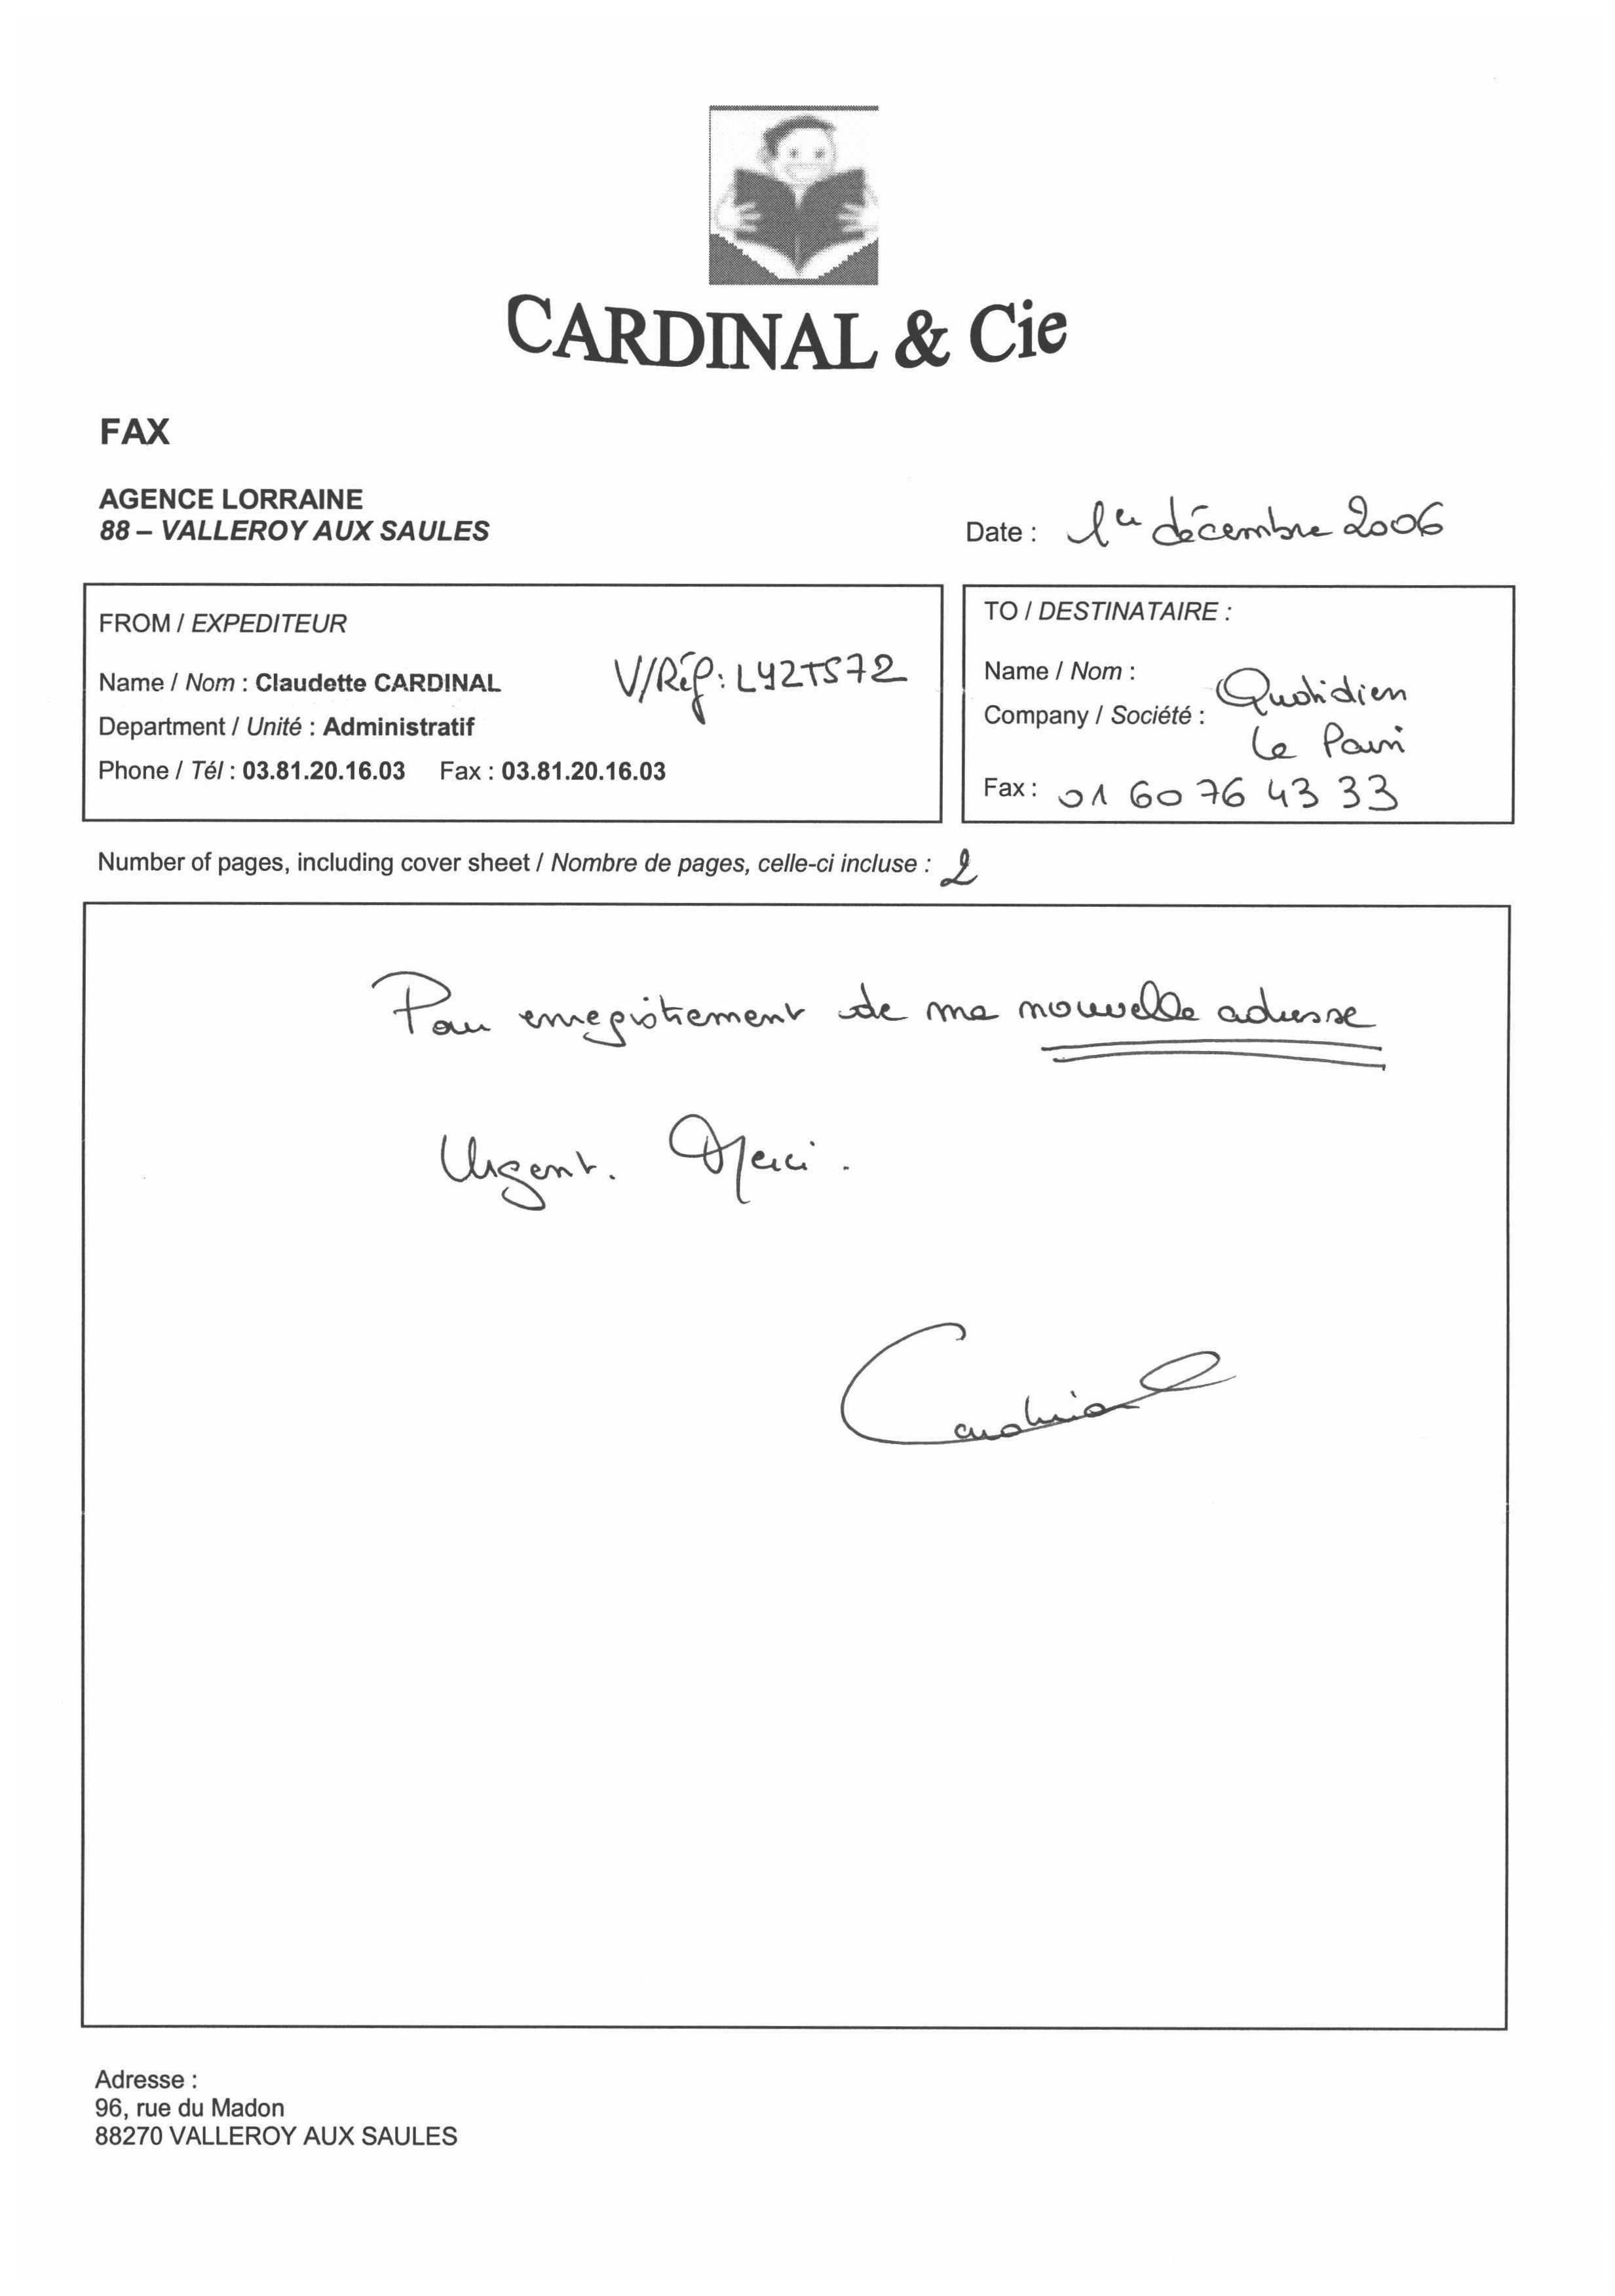 CARDINAL & Cie
FAX
AGENCE LORRAINE
88 – VALLEROY AUX SAULES
Date : 1er décembre 2006
FROM / EXPEDITEUR
Name / Nom : Claudette CARDINAL
V/Réf : LY2TS72
Department / Unité : Administratif
Phone / Tél : 03.81.20.16.03 Fax : 03.81.20.16.03
TO / DESTINATAIRE :
Name / Nom :
Company / Société : Quotidien
Le
Fax : 01 60 76 43 33
Number of pages, including cover sheet / Nombre de pages, celle-ci incluse : 2
Pour enregistrement de ma nouvelle adresse
Urgent. Merci.
Cardinal
Adresse :
96, rue du Madon
88270 VALLEROY AUX SAULES